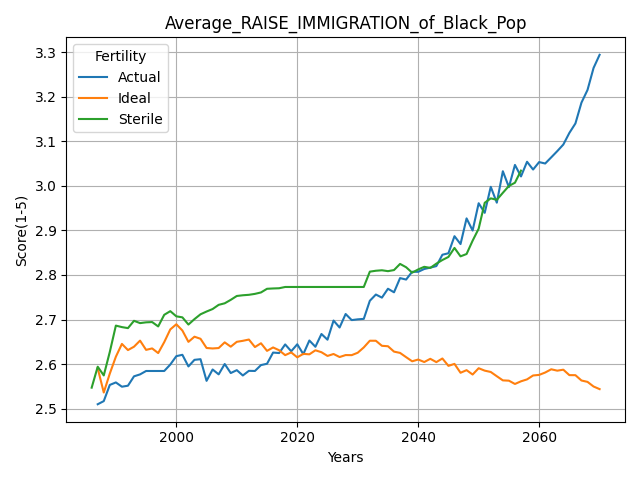 Average_RAISE_IMMIGRATION_of_Black_Pop
Fertility
Actual
Ideal
Sterile
Score(1-5)
3.3
3.2
3.1
3.0
2.9
2.8
2.7
2.6
2.5
2000
2020
2040
2060
Years